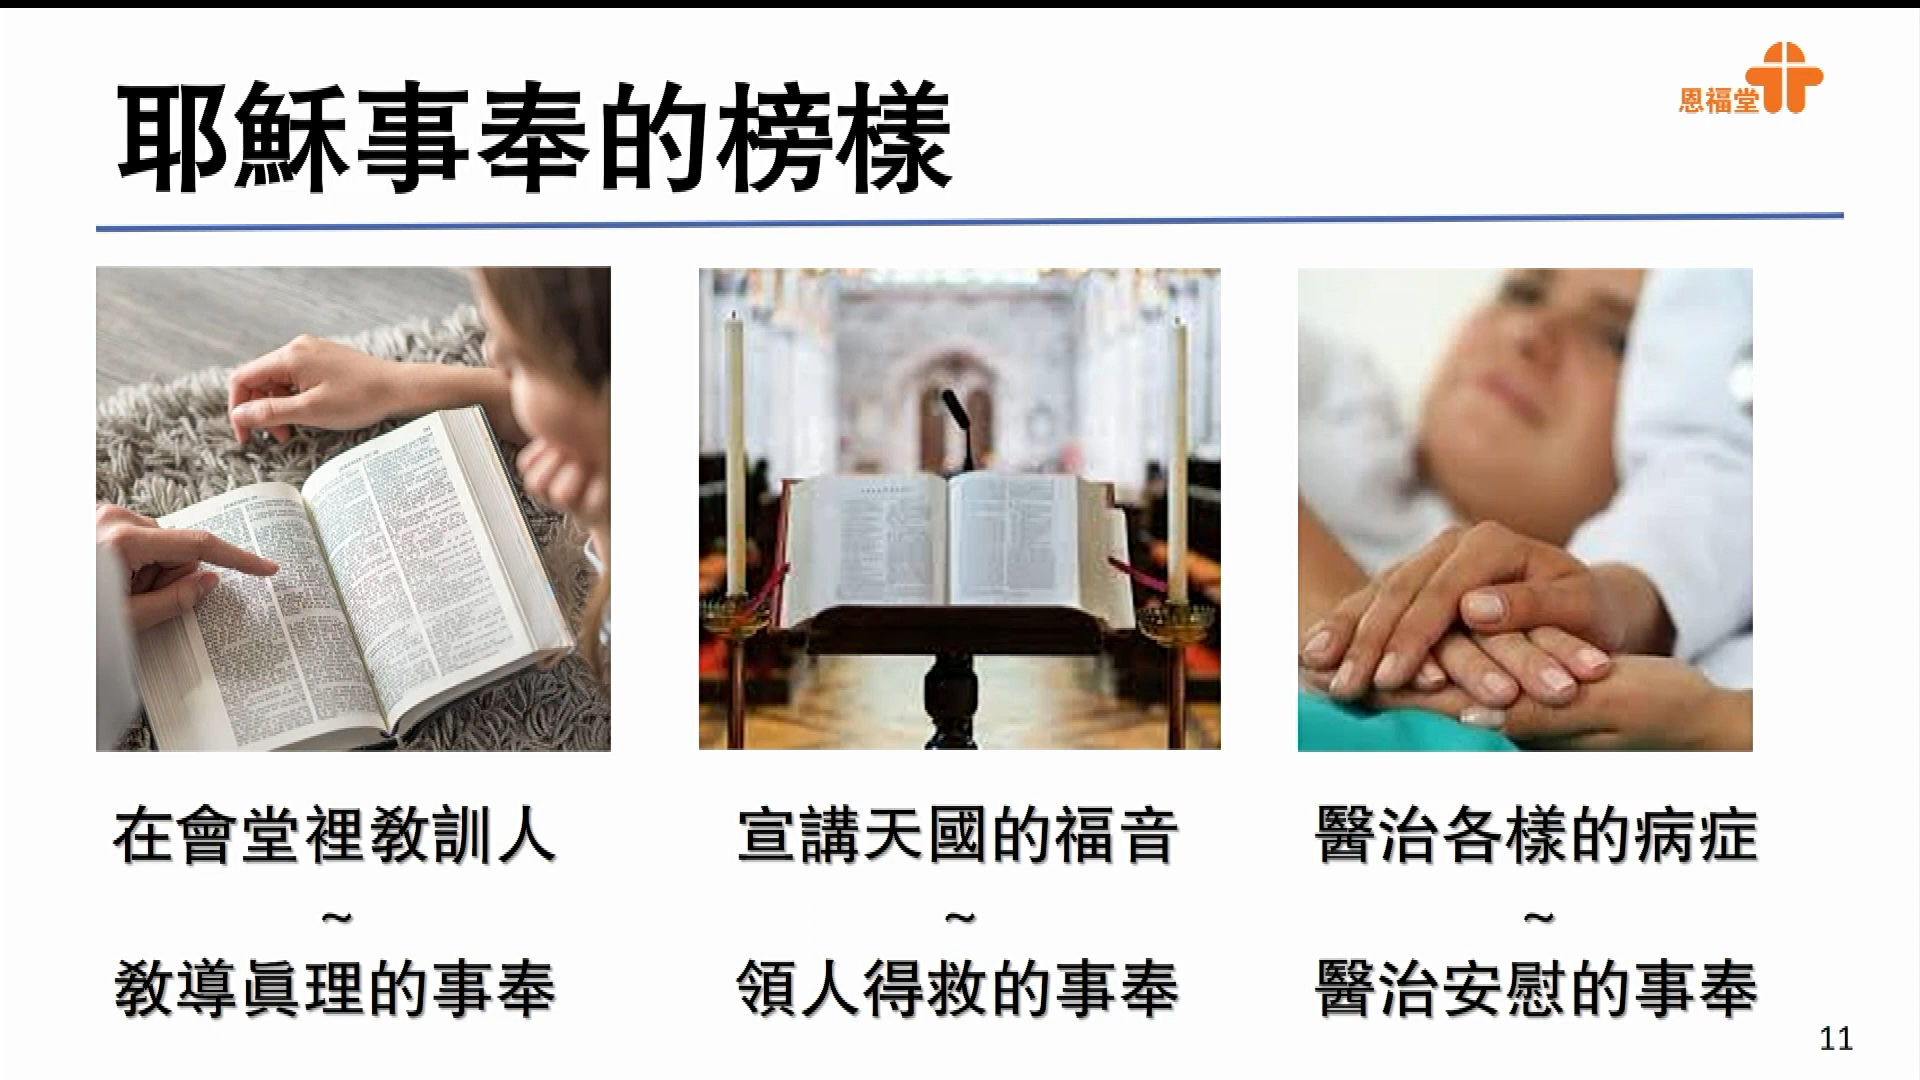 耶穌事奉的榜樣
恩福堂
在會堂裡教訓人
~
教導眞理的事奉
宣講天國的福音
~
領人得救的事奉
醫治各樣的病症
~
醫治安慰的事奉
11